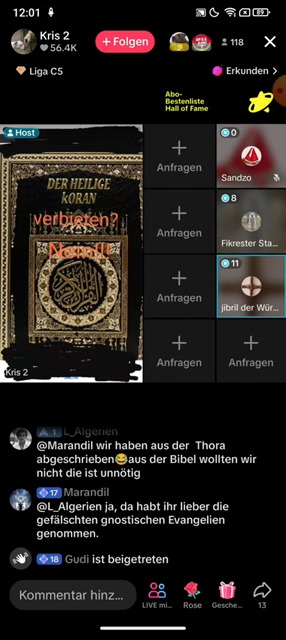 12:01
89
Kris 2
56.4K
+ Folgen
118
Liga C5
Erkunden >
Abo-
Bestenliste
Hall of Fame
Host
DER HEILIGE
KORAN
verbieten?
Nein!!!
Kris 2
Anfragen
0
Sandzo
Anfragen
8
Fikrester Sta...
Anfragen
11
jibril der Wür...
Anfragen
Anfragen
1 L_Algerien
@Marandil wir haben aus der Thora
abgeschrieben😂aus der Bibel wollten wir
nicht die ist unnötig
17 Marandil
@L_Algerien ja, da habt ihr lieber die
gefälschten gnostischen Evangelien
genommen.
18 Gudi ist beigetreten
Kommentar hinz...
LIVE mi...
Rose
Gesche...
13